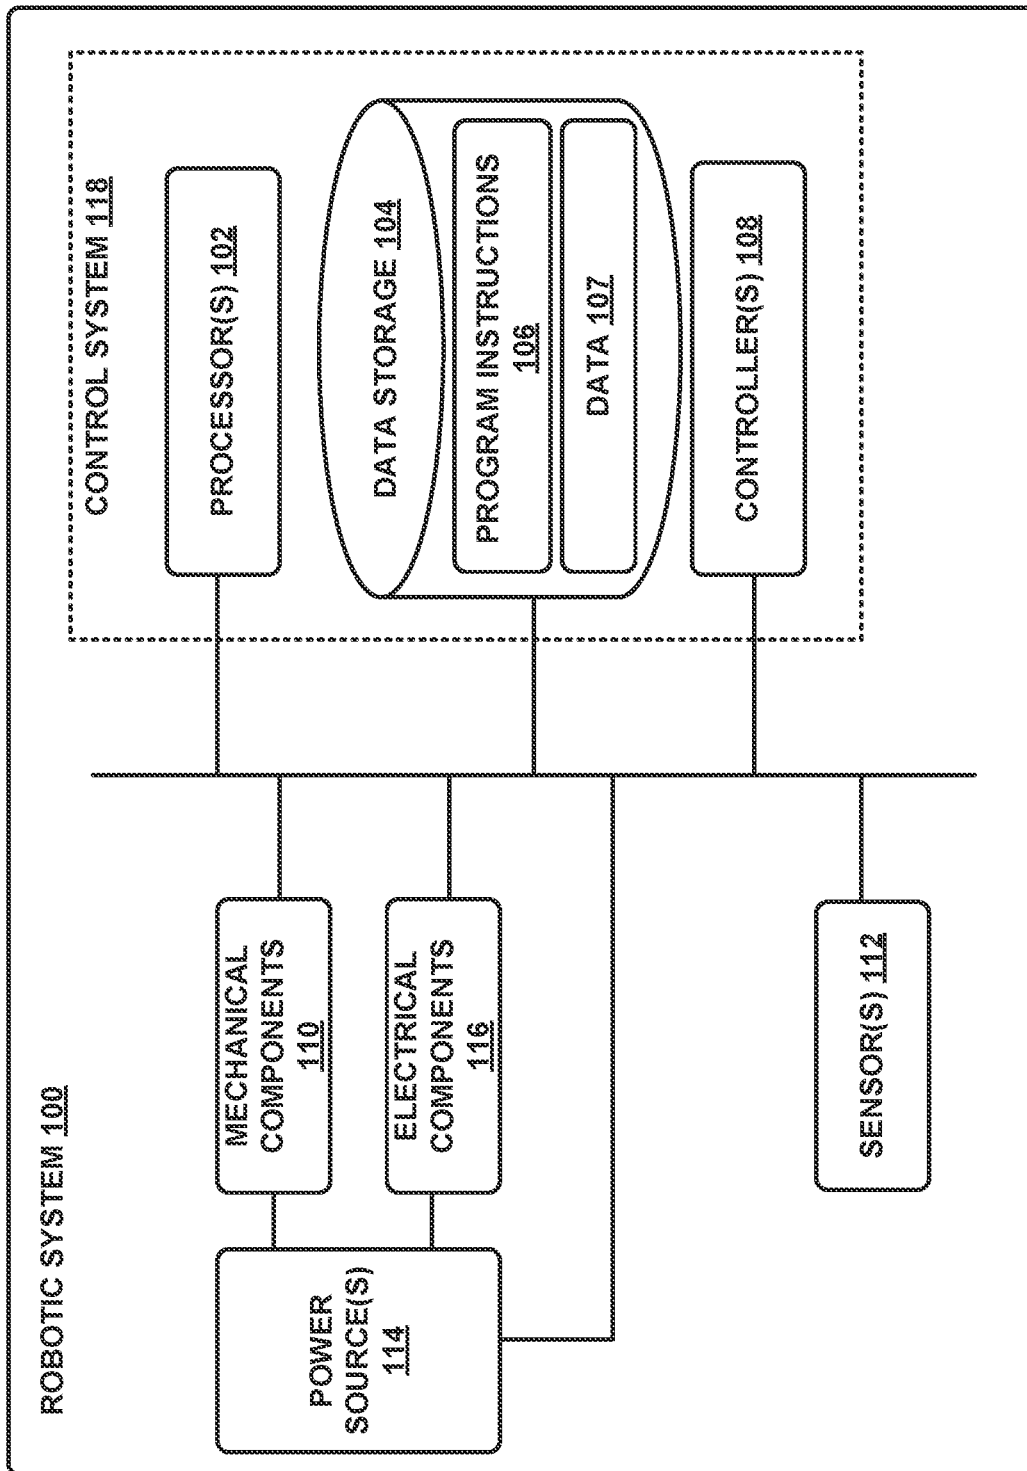 ROBOTIC SYSTEM 100
CONTROL SYSTEM 118
PROCESSOR(S) 102
DATA STORAGE 104
PROGRAM INSTRUCTIONS
106
DATA 107
CONTROLLER(S) 108
MECHANICAL
COMPONENTS
110
ELECTRICAL
COMPONENTS
116
POWER
SOURCE(S)
114
SENSOR(S) 112